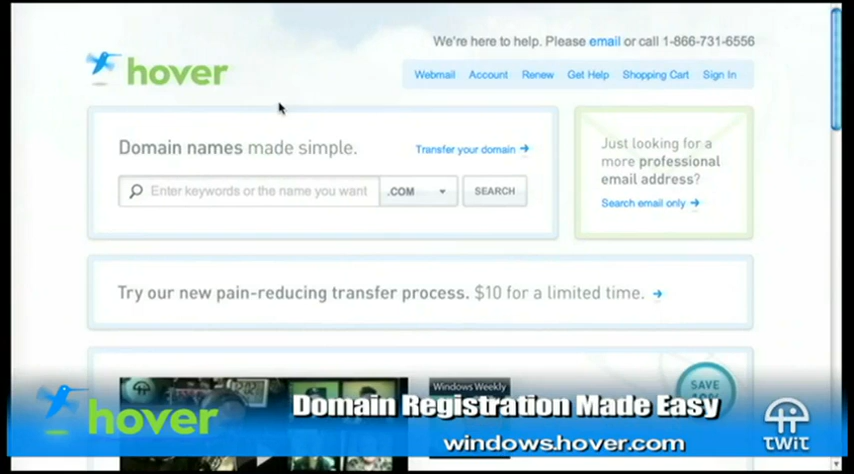 We're here to help. Please email or call 1-866-731-6556
hover
Webmail Account Renew Get Help Shopping Cart Sign In
Domain names made simple.
Transfer your domain
Enter keywords or the name you want
.COM
SEARCH
Just looking for a
more professional
email address?
Search email only
Try our new pain-reducing transfer process. $10 for a limited time.
Windows Weekly
SAVE
hover
Domain Registration Made Easy
windows.hover.com
TWiT